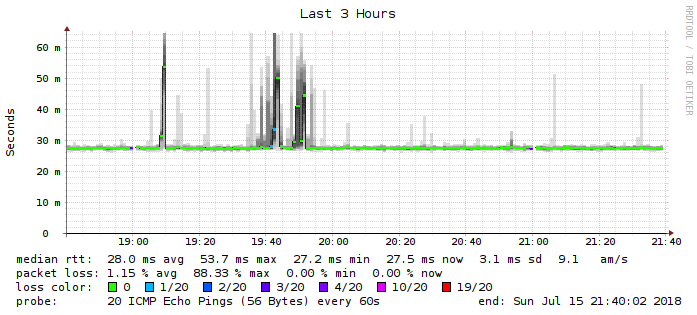 Last 3 Hours
RRDTOOL / TOBI OETIKER
Seconds
60 m
50 m
40 m
30 m
20 m
10 m
0
19:00 19:20 19:40 20:00 20:20 20:40 21:00 21:20 21:40
median rtt: 28.0 ms avg 53.7 ms max 27.2 ms min 27.5 ms now 3.1 ms sd 9.1 am/s
packet loss: 1.15 % avg 88.33 % max 0.00 % min 0.00 % now
loss color: 0 1/20 2/20 3/20 4/20 10/20 19/20
probe: 20 ICMP Echo Pings (56 Bytes) every 60s end: Sun Jul 15 21:40:02 2018